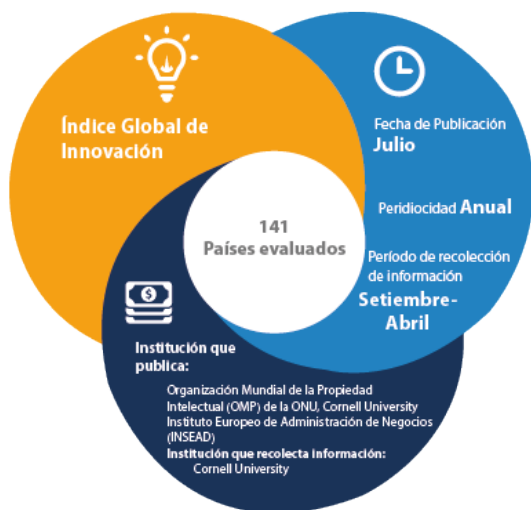 Índice Global de
Innovación
Fecha de Publicación
Julio
Peridiocidad Anual
Período de recolección
de información
Setiembre-
Abril
141
Países evaluados
Institución que
publica:
Organización Mundial de la Propiedad
Intelectual (OMP) de la ONU, Cornell University
Instituto Europeo de Administración de Negocios
(INSEAD)
Institución que recolecta información:
Cornell University